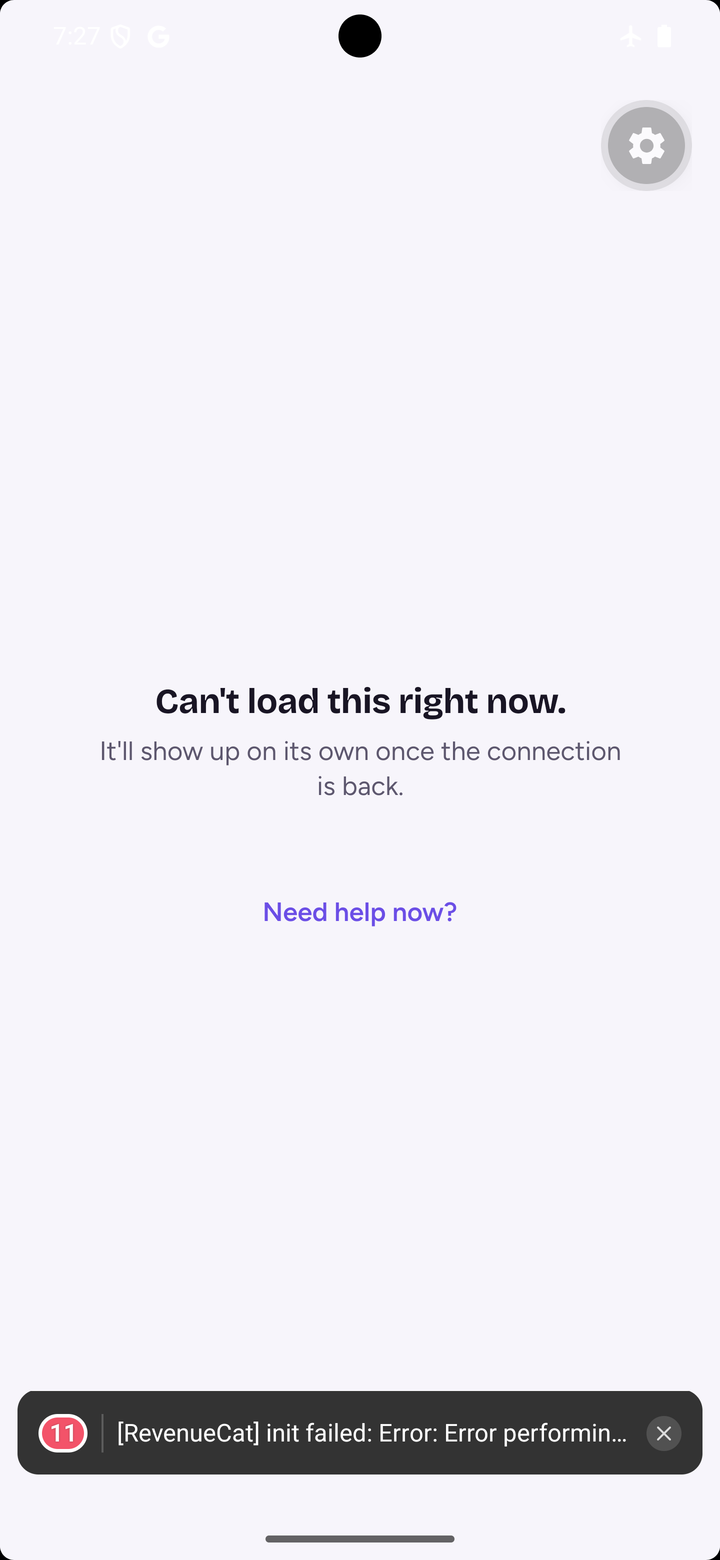 7:27
Can't load this right now.
It'll show up on its own once the connection
is back.
Need help now?
11 [RevenueCat] init failed: Error: Error performin...